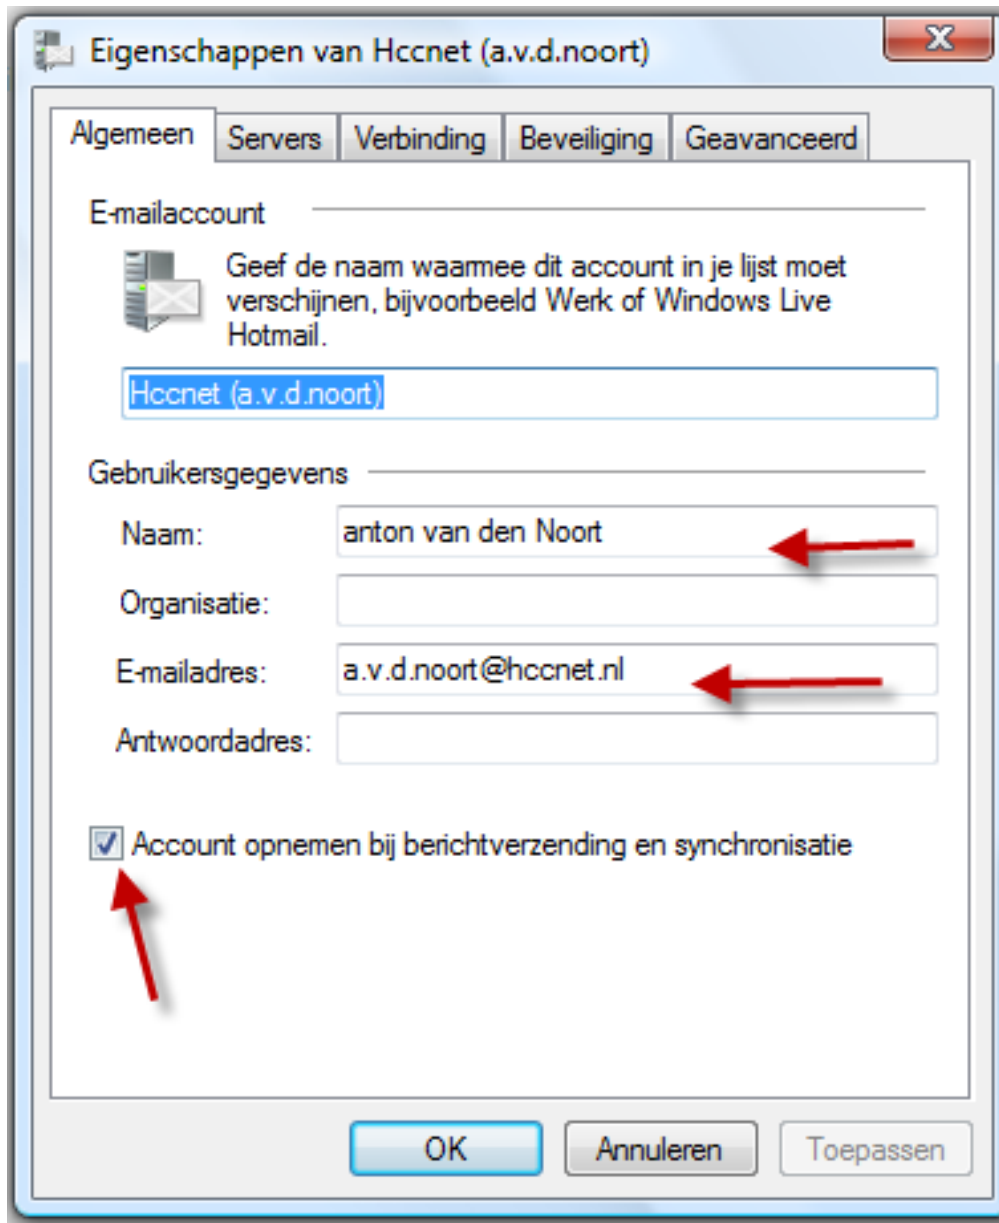 Eigenschappen van Hccnet (a.v.d.noort)
Algemeen Servers Verbinding Beveiliging Geavanceerd
E-mailaccount
Geef de naam waarmee dit account in je lijst moet
verschijnen, bijvoorbeeld Werk of Windows Live
Hotmail.
Hccnet (a.v.d.noort)
Gebruikersgegevens
Naam: anton van den Noort
Organisatie:
E-mailadres: a.v.d.noort@hccnet.nl
Antwoordadres:
Account opnemen bij berichtverzending en synchronisatie
OK Annuleren Toepassen